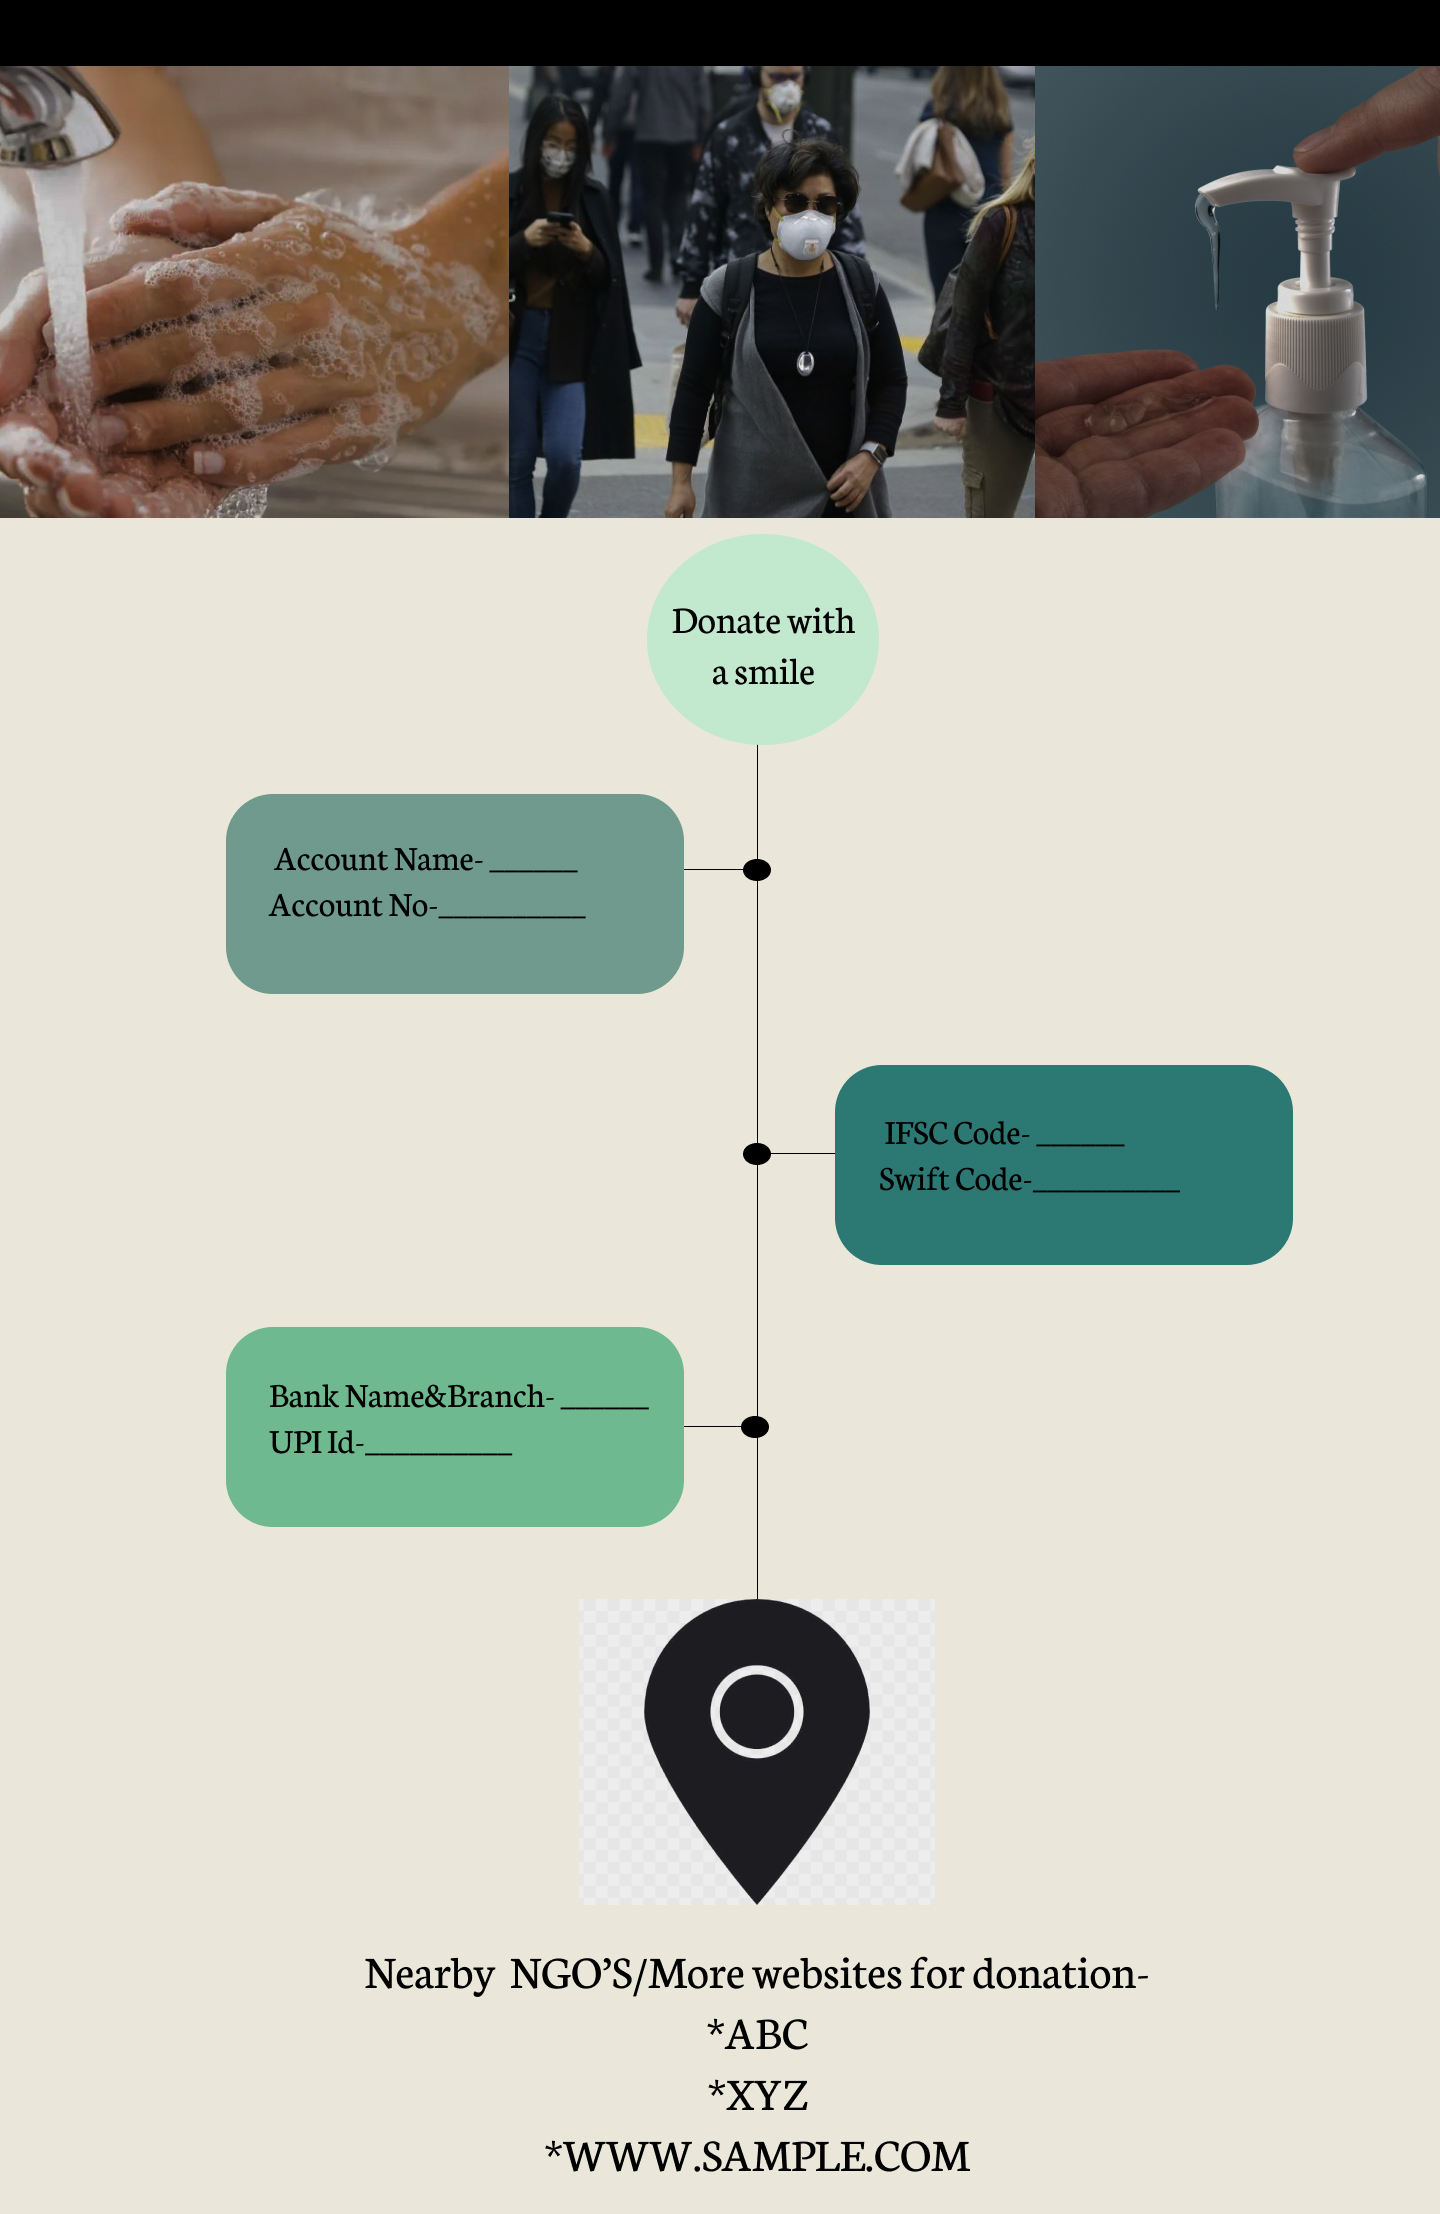 Donate with
a smile
Account Name- ______
Account No-__________
IFSC Code- ______
Swift Code-__________
Bank Name&Branch- ______
UPI Id-__________
Nearby  NGO’S/More websites for donation-
*ABC
*XYZ
*WWW.SAMPLE.COM